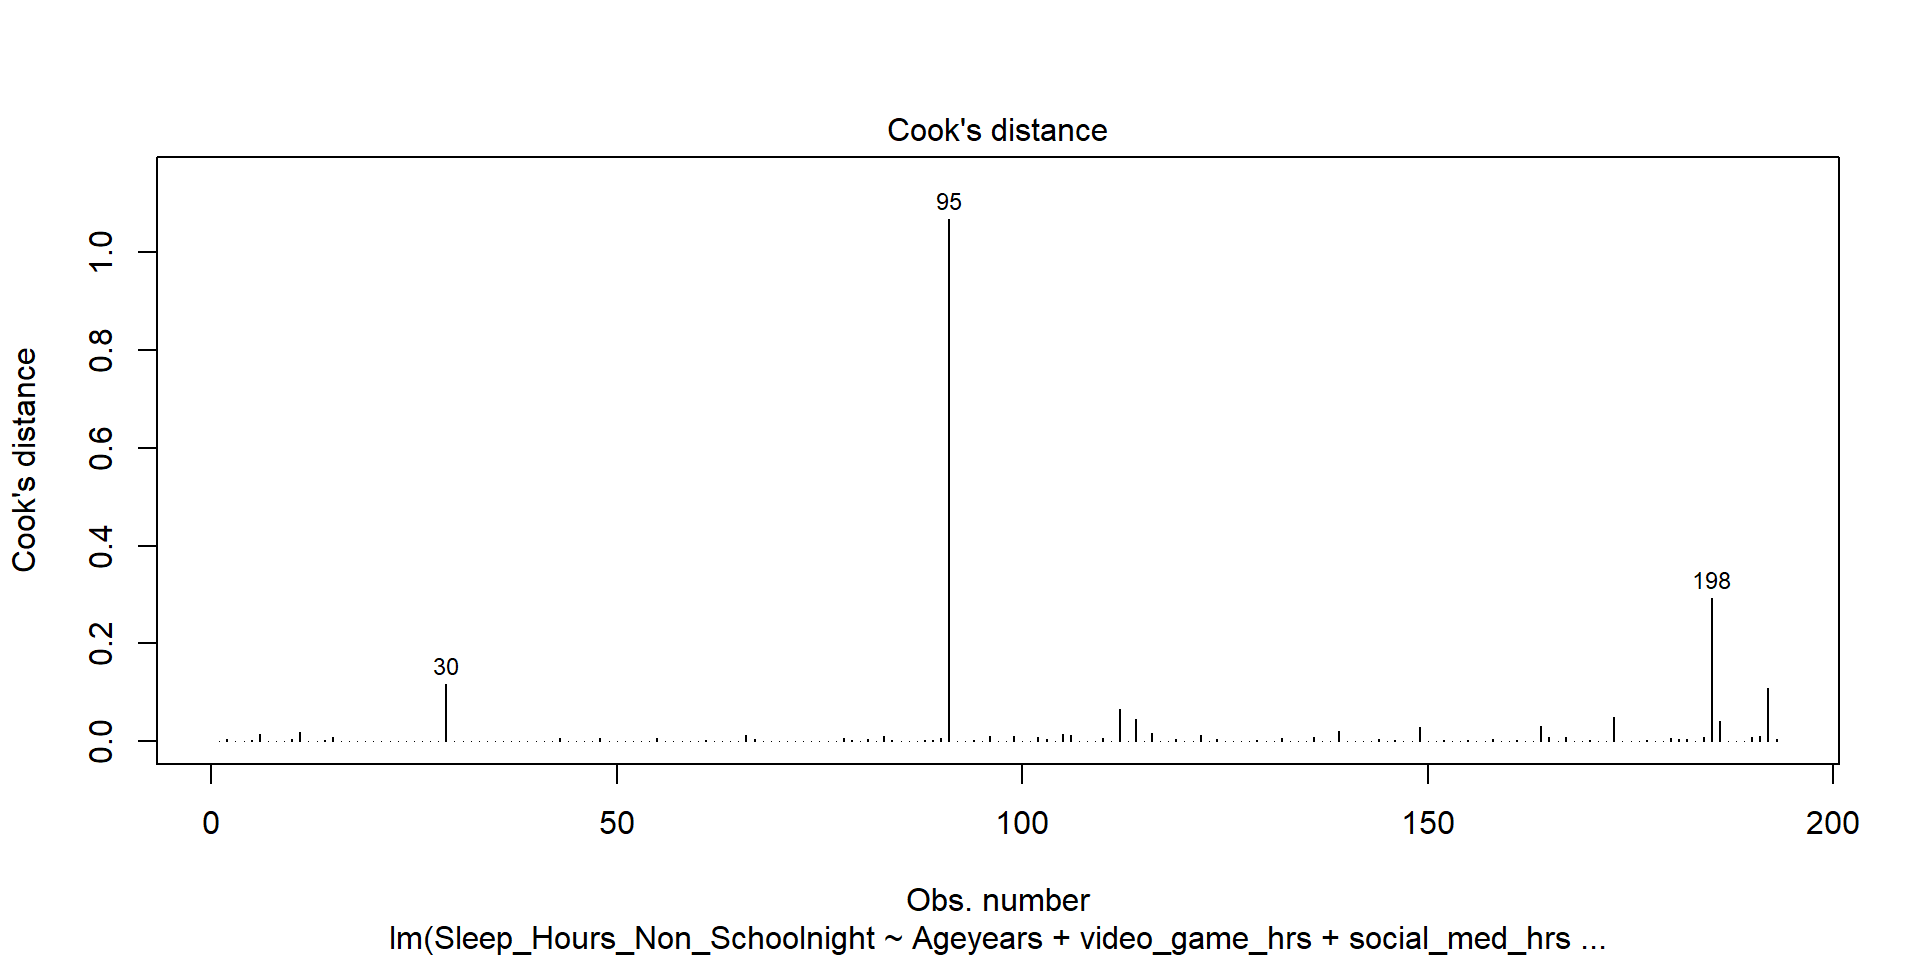 Cook's distance
95
198
30
Cook's distance
1.0
0.8
0.6
0.4
0.2
0.0
0 50 100 150 200
Obs. number
lm(Sleep_Hours_Non_Schoolnight ~ Ageyears + video_game_hrs + social_med_hrs ...